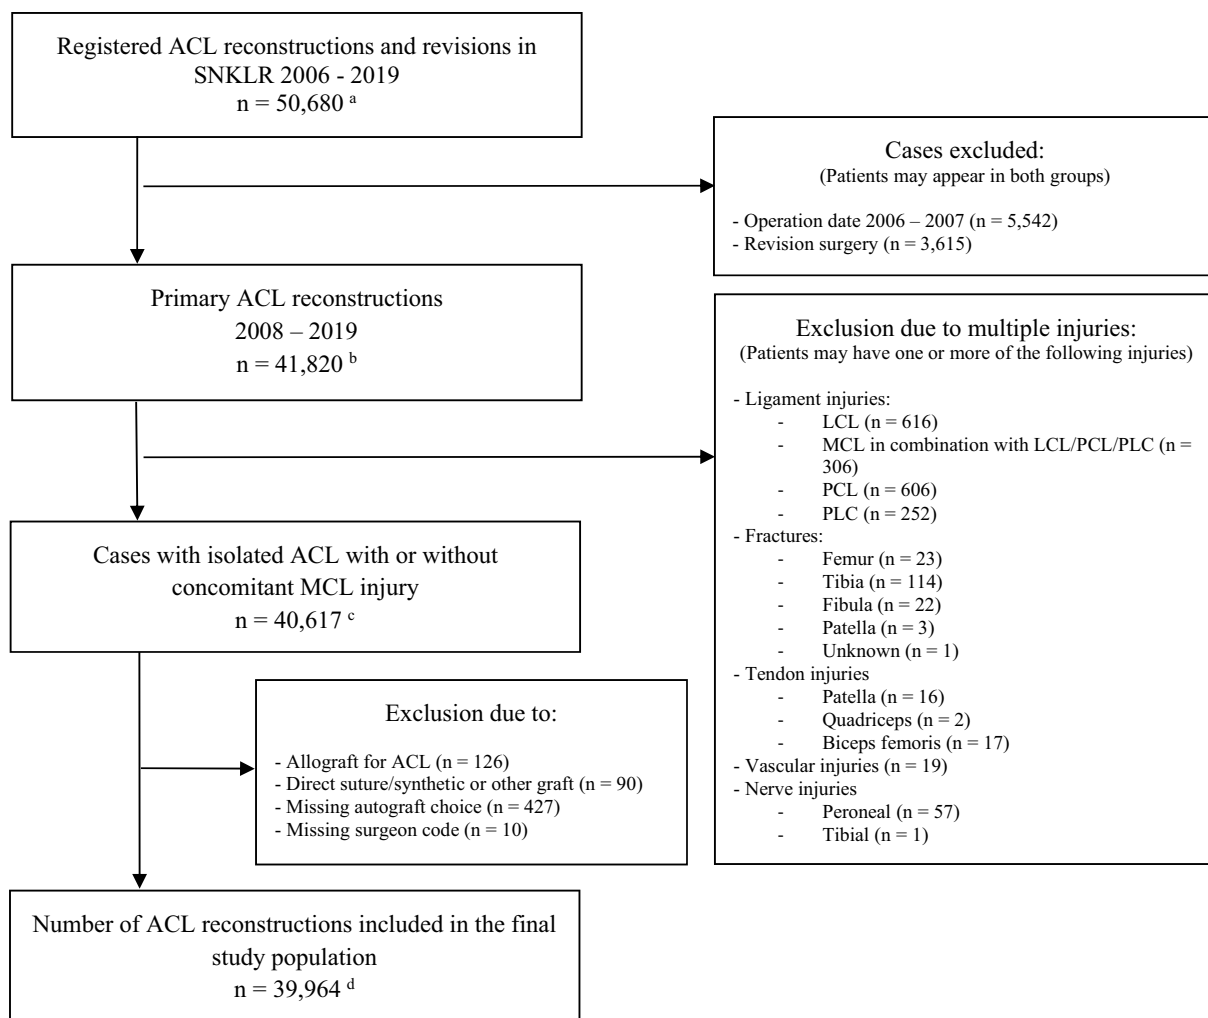 Registered ACL reconstructions and revisions in
SNKLR 2006 - 2019
n = 50,680 a
Cases excluded:
(Patients may appear in both groups)
- Operation date 2006 – 2007 (n = 5,542)
- Revision surgery (n = 3,615)
Primary ACL reconstructions
2008 – 2019
n = 41,820 b
Exclusion due to multiple injuries:
(Patients may have one or more of the following injuries)
- Ligament injuries:
- LCL (n = 616)
- MCL in combination with LCL/PCL/PLC (n =
306)
- PCL (n = 606)
- PLC (n = 252)
- Fractures:
- Femur (n = 23)
- Tibia (n = 114)
- Fibula (n = 22)
- Patella (n = 3)
- Unknown (n = 1)
- Tendon injuries
- Patella (n = 16)
- Quadriceps (n = 2)
- Biceps femoris (n = 17)
- Vascular injuries (n = 19)
- Nerve injuries
- Peroneal (n = 57)
- Tibial (n = 1)
Cases with isolated ACL with or without
concomitant MCL injury
n = 40,617 c
Exclusion due to:
- Allograft for ACL (n = 126)
- Direct suture/synthetic or other graft (n = 90)
- Missing autograft choice (n = 427)
- Missing surgeon code (n = 10)
Number of ACL reconstructions included in the final
study population
n = 39,964 d